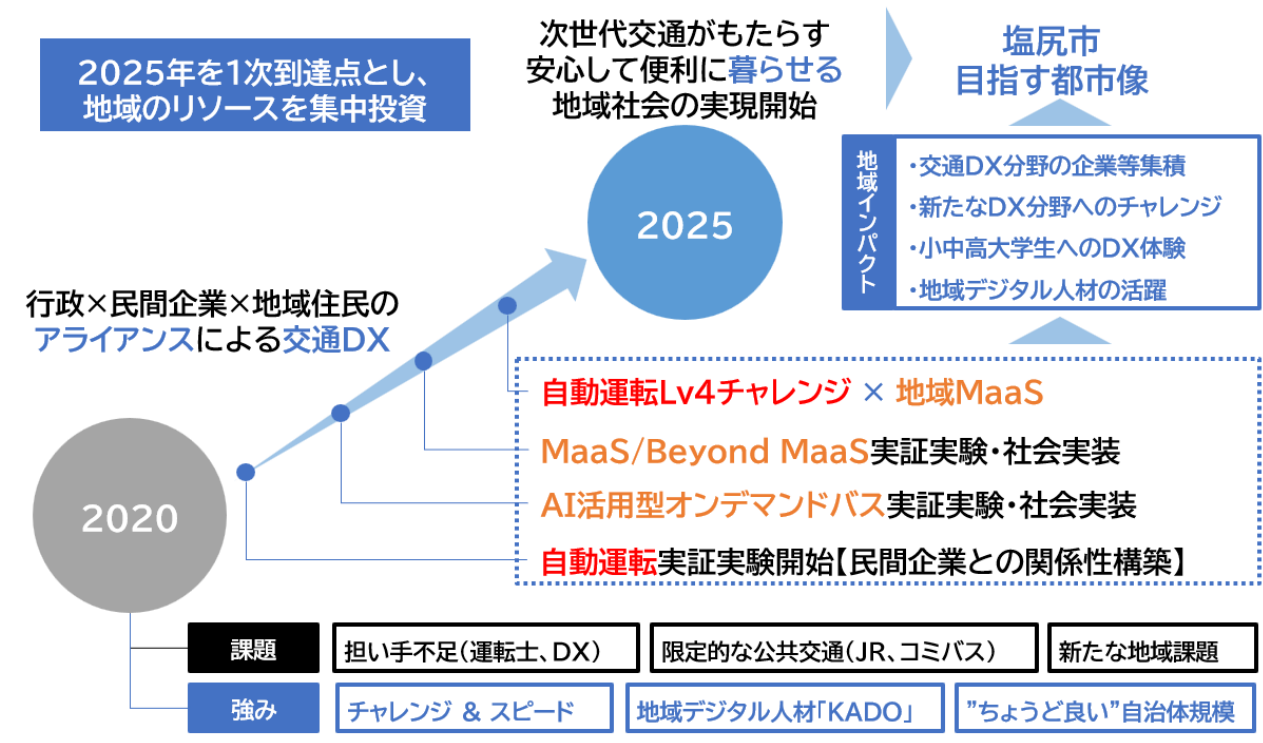 2025年を1次到達点とし、
地域のリソースを集中投資
次世代交通がもたらす
安心して便利に暮らせる
地域社会の実現開始
塩尻市
目指す都市像
2025
地域インパクト
・交通DX分野の企業等集積
・新たなDX分野へのチャレンジ
・小中高大学生へのDX体験
・地域デジタル人材の活躍
行政×民間企業×地域住民の
アライアンスによる交通DX
自動運転Lv4チャレンジ × 地域MaaS
MaaS/Beyond MaaS実証実験・社会実装
AI活用型オンデマンドバス実証実験・社会実装
自動運転実証実験開始【民間企業との関係性構築】
2020
課題
担い手不足(運転士、DX)
限定的な公共交通(JR、コミバス)
新たな地域課題
強み
チャレンジ & スピード
地域デジタル人材「KADO」
”ちょうど良い”自治体規模